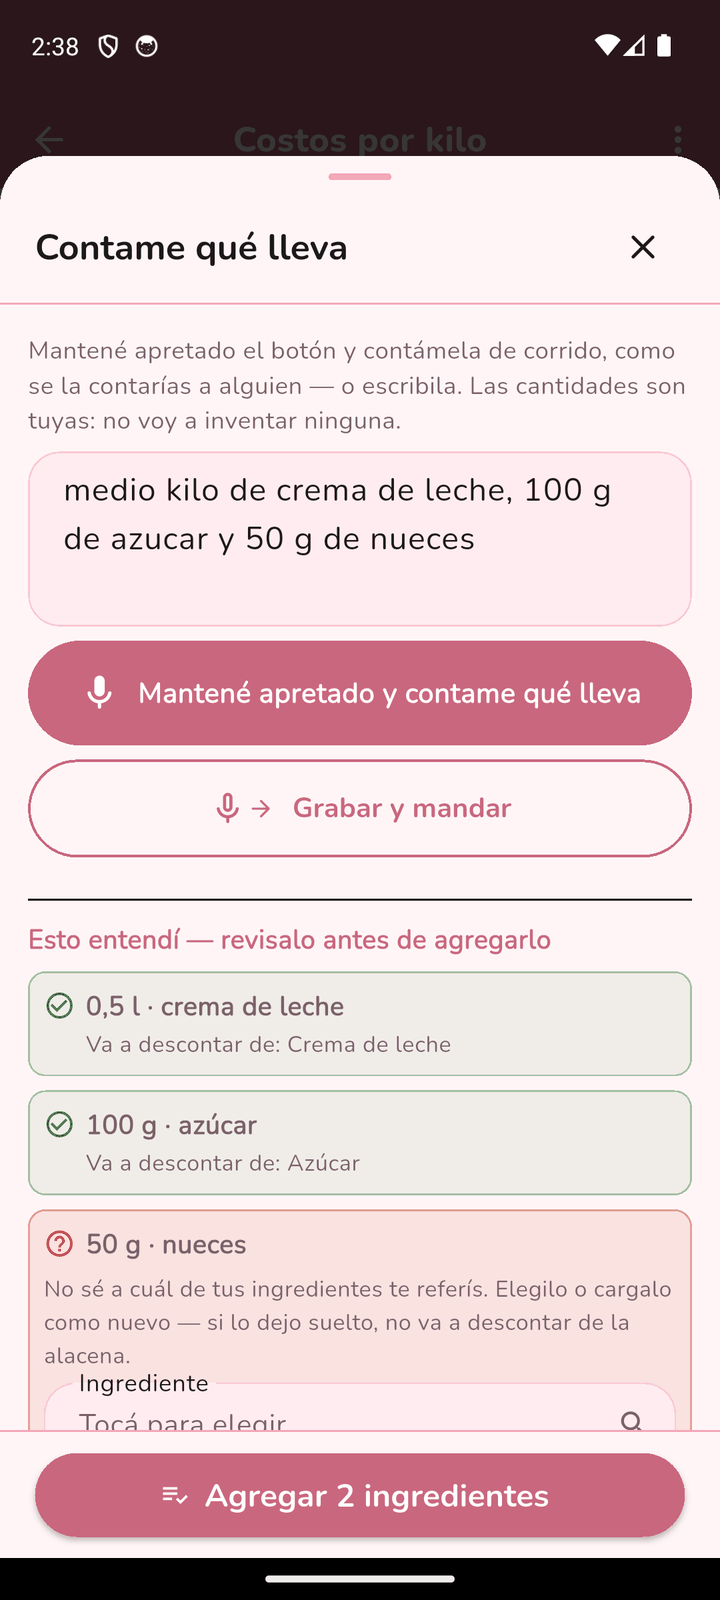 2:38
Costos por kilo
Contame qué lleva
Mantené apretado el botón y contámela de corrido, como
se la contarías a alguien — o escribila. Las cantidades son
tuyas: no voy a inventar ninguna.
medio kilo de crema de leche, 100 g
de azucar y 50 g de nueces
Mantené apretado y contame qué lleva
Grabar y mandar
Esto entendí — revisalo antes de agregarlo
0,5 l · crema de leche
Va a descontar de: Crema de leche
100 g · azúcar
Va a descontar de: Azúcar
50 g · nueces
No sé a cuál de tus ingredientes te referís. Elegilo o cargalo
como nuevo — si lo dejo suelto, no va a descontar de la
alacena.
Ingrediente
Tocá para elegir
Agregar 2 ingredientes